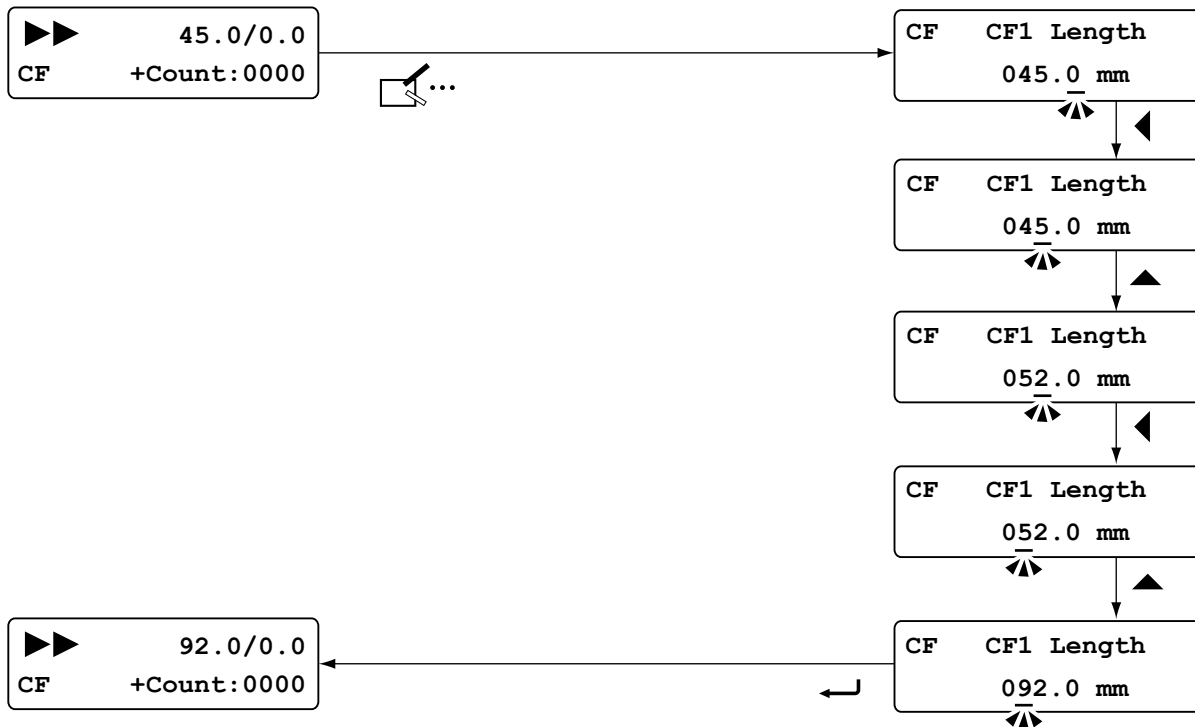 45.0/0.0
CF +Count:0000
CF CF1 Length
045.0 mm
CF CF1 Length
045.0 mm
CF CF1 Length
052.0 mm
CF CF1 Length
052.0 mm
CF CF1 Length
092.0 mm
92.0/0.0
CF +Count:0000